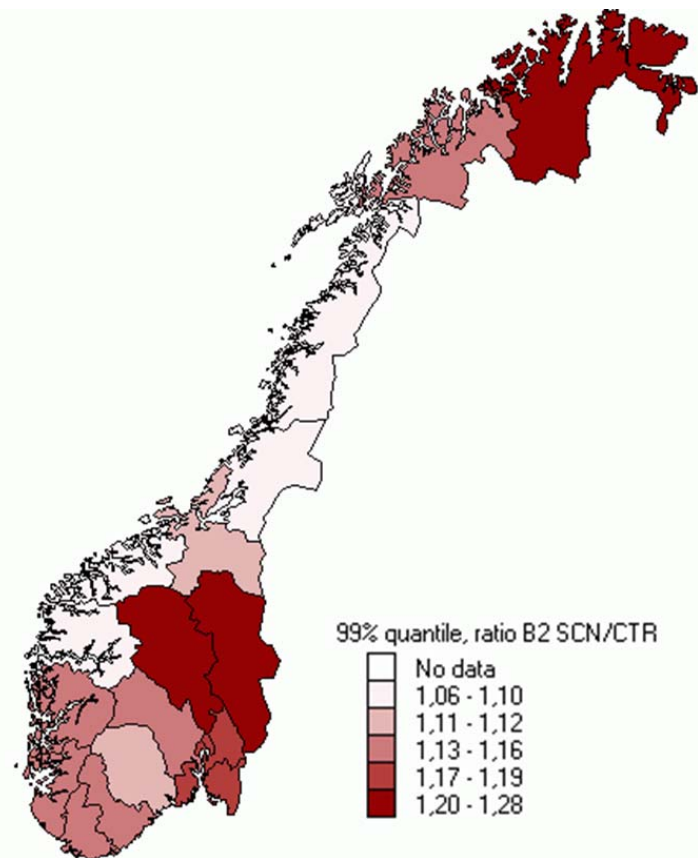 99% quantile, ratio B2 SCN/CTR
No data
1,06 - 1,10
1,11 - 1,12
1,13 - 1,16
1,17 - 1,19
1,20 - 1,28